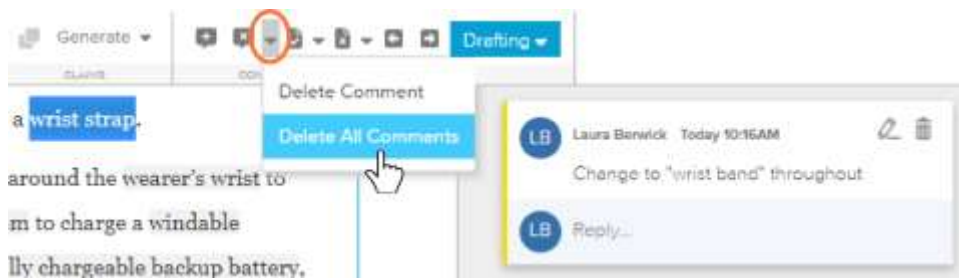 Generate
Drafting
CLAIMS
Delete Comment
Delete All Comments
a wrist strap.
around the wearer's wrist to
m to charge a windable
lly chargeable backup battery,
LB
Laura Berwick Today 10:16AM
Change to "wrist band" throughout
LB
Reply...